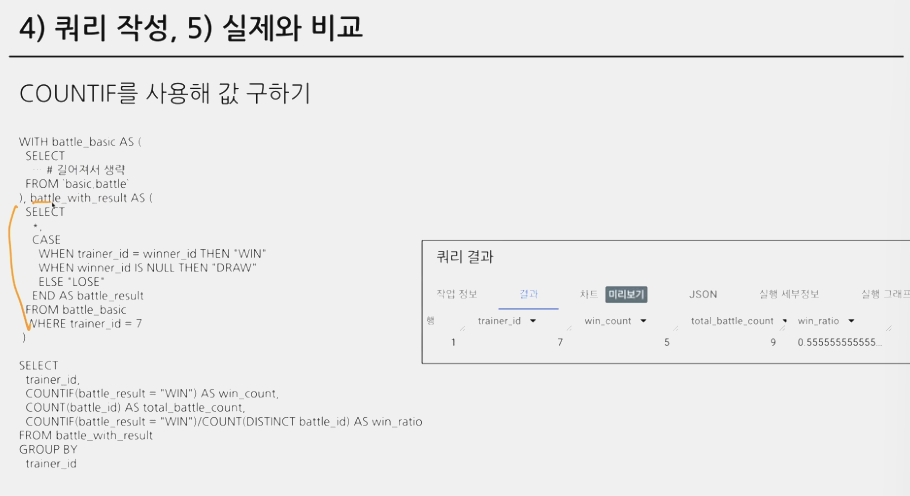 4) 쿼리 작성, 5) 실제와 비교
COUNTIF를 사용해 값 구하기
WITH battle_basic AS (
SELECT
# 길어져서 생략
FROM `basic.battle`
), battle_with_result AS (
SELECT
*,
CASE
WHEN trainer_id = winner_id THEN "WIN"
WHEN winner_id IS NULL THEN "DRAW"
ELSE "LOSE"
END AS battle_result
FROM battle_basic
WHERE trainer_id = 7
)
SELECT
trainer_id,
COUNTIF(battle_result = "WIN") AS win_count,
COUNT(battle_id) AS total_battle_count,
COUNTIF(battle_result = "WIN")/COUNT(DISTINCT battle_id) AS win_ratio
FROM battle_with_result
GROUP BY
trainer_id
쿼리 결과
작업 정보 결과 차트 미리보기 JSON 실행 세부정보 실행 그래프
행 trainer_id win_count total_battle_count win_ratio
1 7 5 9 0.555555555555...